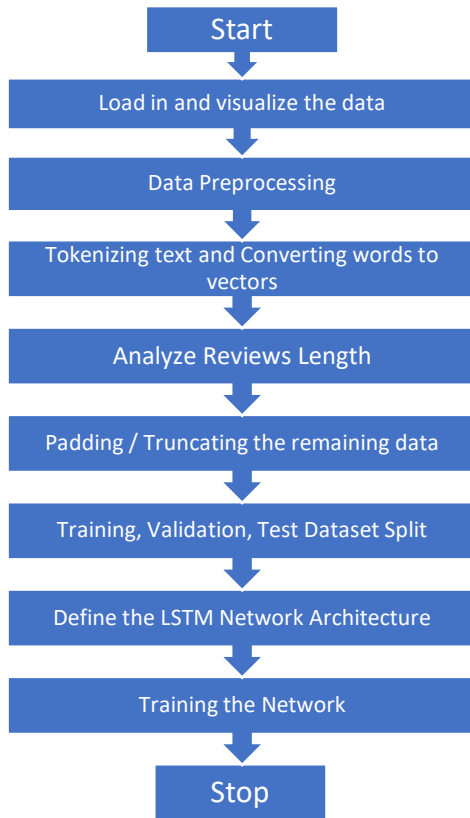 Start
Load in and visualize the data
Data Preprocessing
Tokenizing text and Converting words to
vectors
Analyze Reviews Length
Padding / Truncating the remaining data
Training, Validation, Test Dataset Split
Define the LSTM Network Architecture
Training the Network
Stop